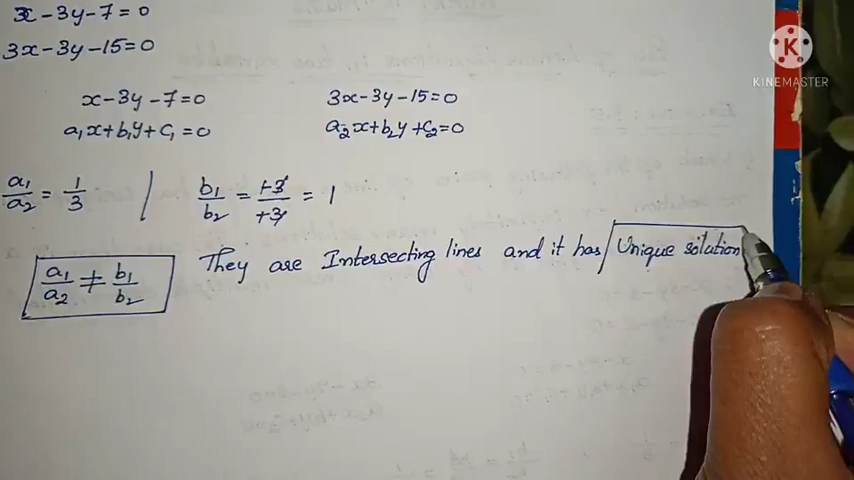 x-3y-7=0
3x-3y-15=0
x-3y-7=0 3x-3y-15=0
a₁x+b₁y+c₁=0 a₂x+b₂y+c₂=0
a₁/a₂ = 1/3 b₁/b₂ = +3/+3 = 1
a₁/a₂ ≠ b₁/b₂ They are Intersecting lines and it has Unique solution
K
KINEMASTER